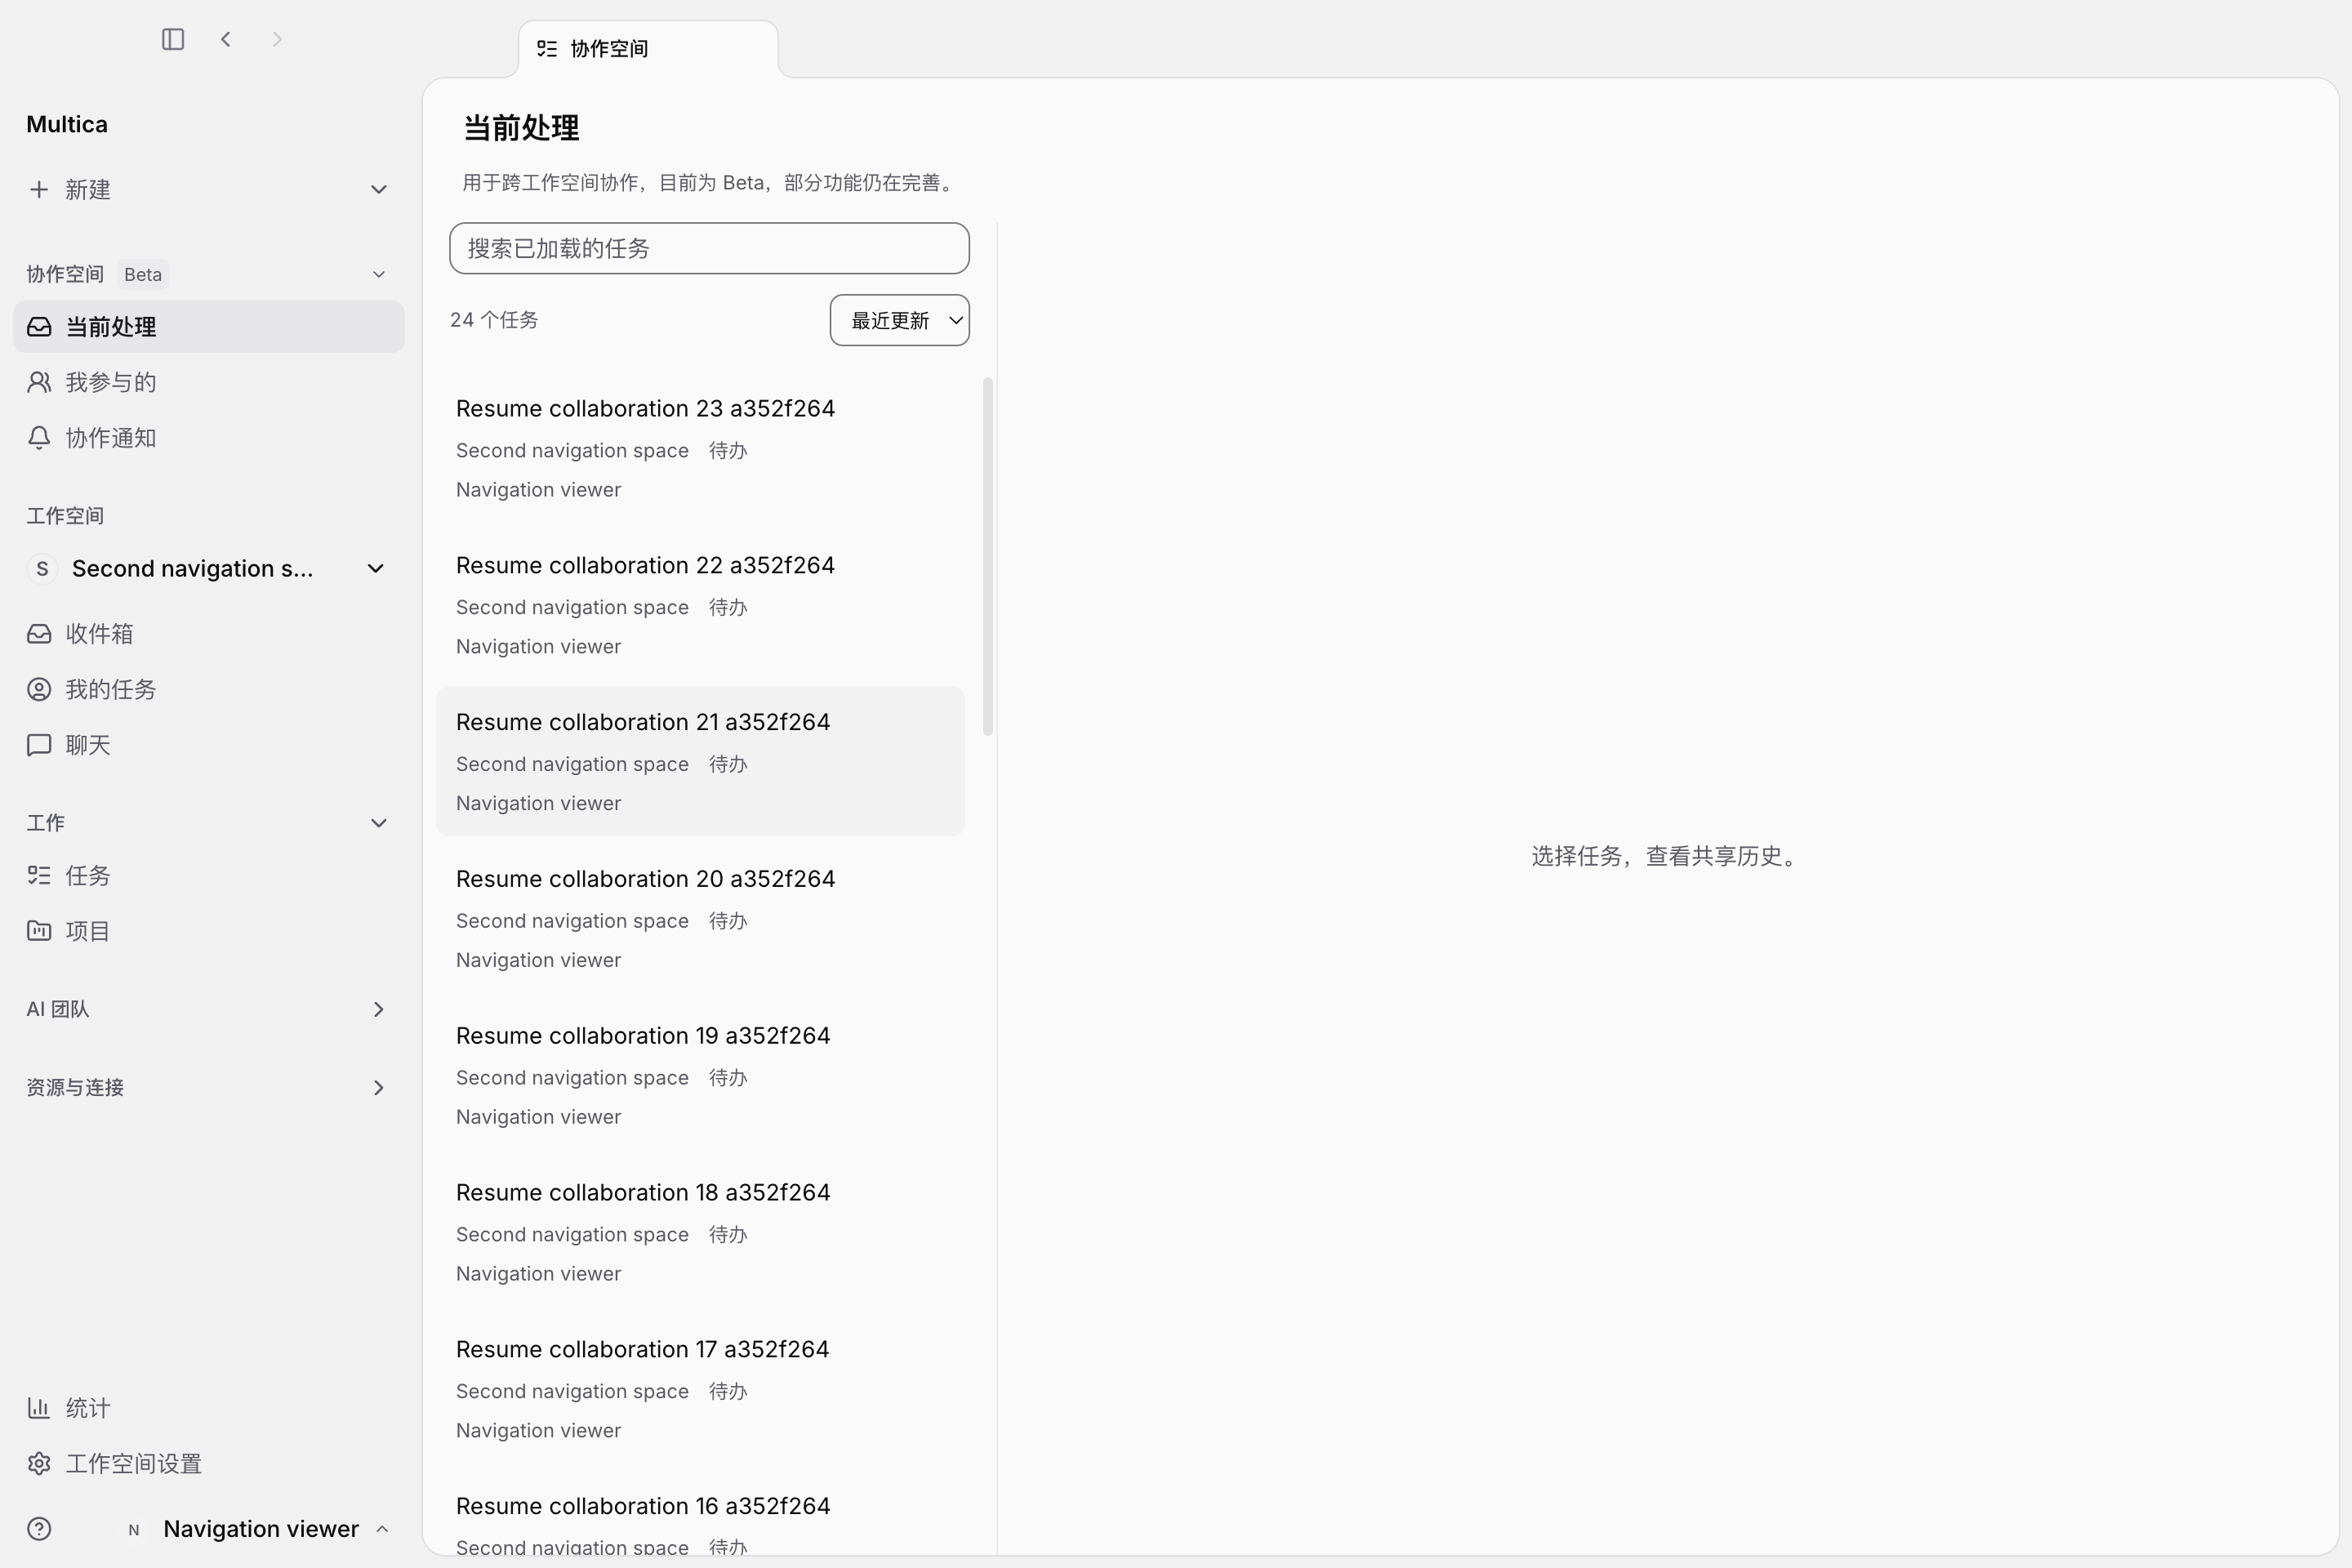 协作空间
Multica
新建
协作空间 Beta
当前处理
我参与的
协作通知
工作空间
S Second navigation s...
收件箱
我的任务
聊天
工作
任务
项目
AI 团队
资源与连接
统计
工作空间设置
N Navigation viewer
当前处理
用于跨工作空间协作，目前为 Beta，部分功能仍在完善。
搜索已加载的任务
24 个任务 最近更新
Resume collaboration 23 a352f264
Second navigation space 待办
Navigation viewer
Resume collaboration 22 a352f264
Second navigation space 待办
Navigation viewer
Resume collaboration 21 a352f264
Second navigation space 待办
Navigation viewer
Resume collaboration 20 a352f264
Second navigation space 待办
Navigation viewer
Resume collaboration 19 a352f264
Second navigation space 待办
Navigation viewer
Resume collaboration 18 a352f264
Second navigation space 待办
Navigation viewer
Resume collaboration 17 a352f264
Second navigation space 待办
Navigation viewer
Resume collaboration 16 a352f264
Second navigation space 待办
选择任务，查看共享历史。